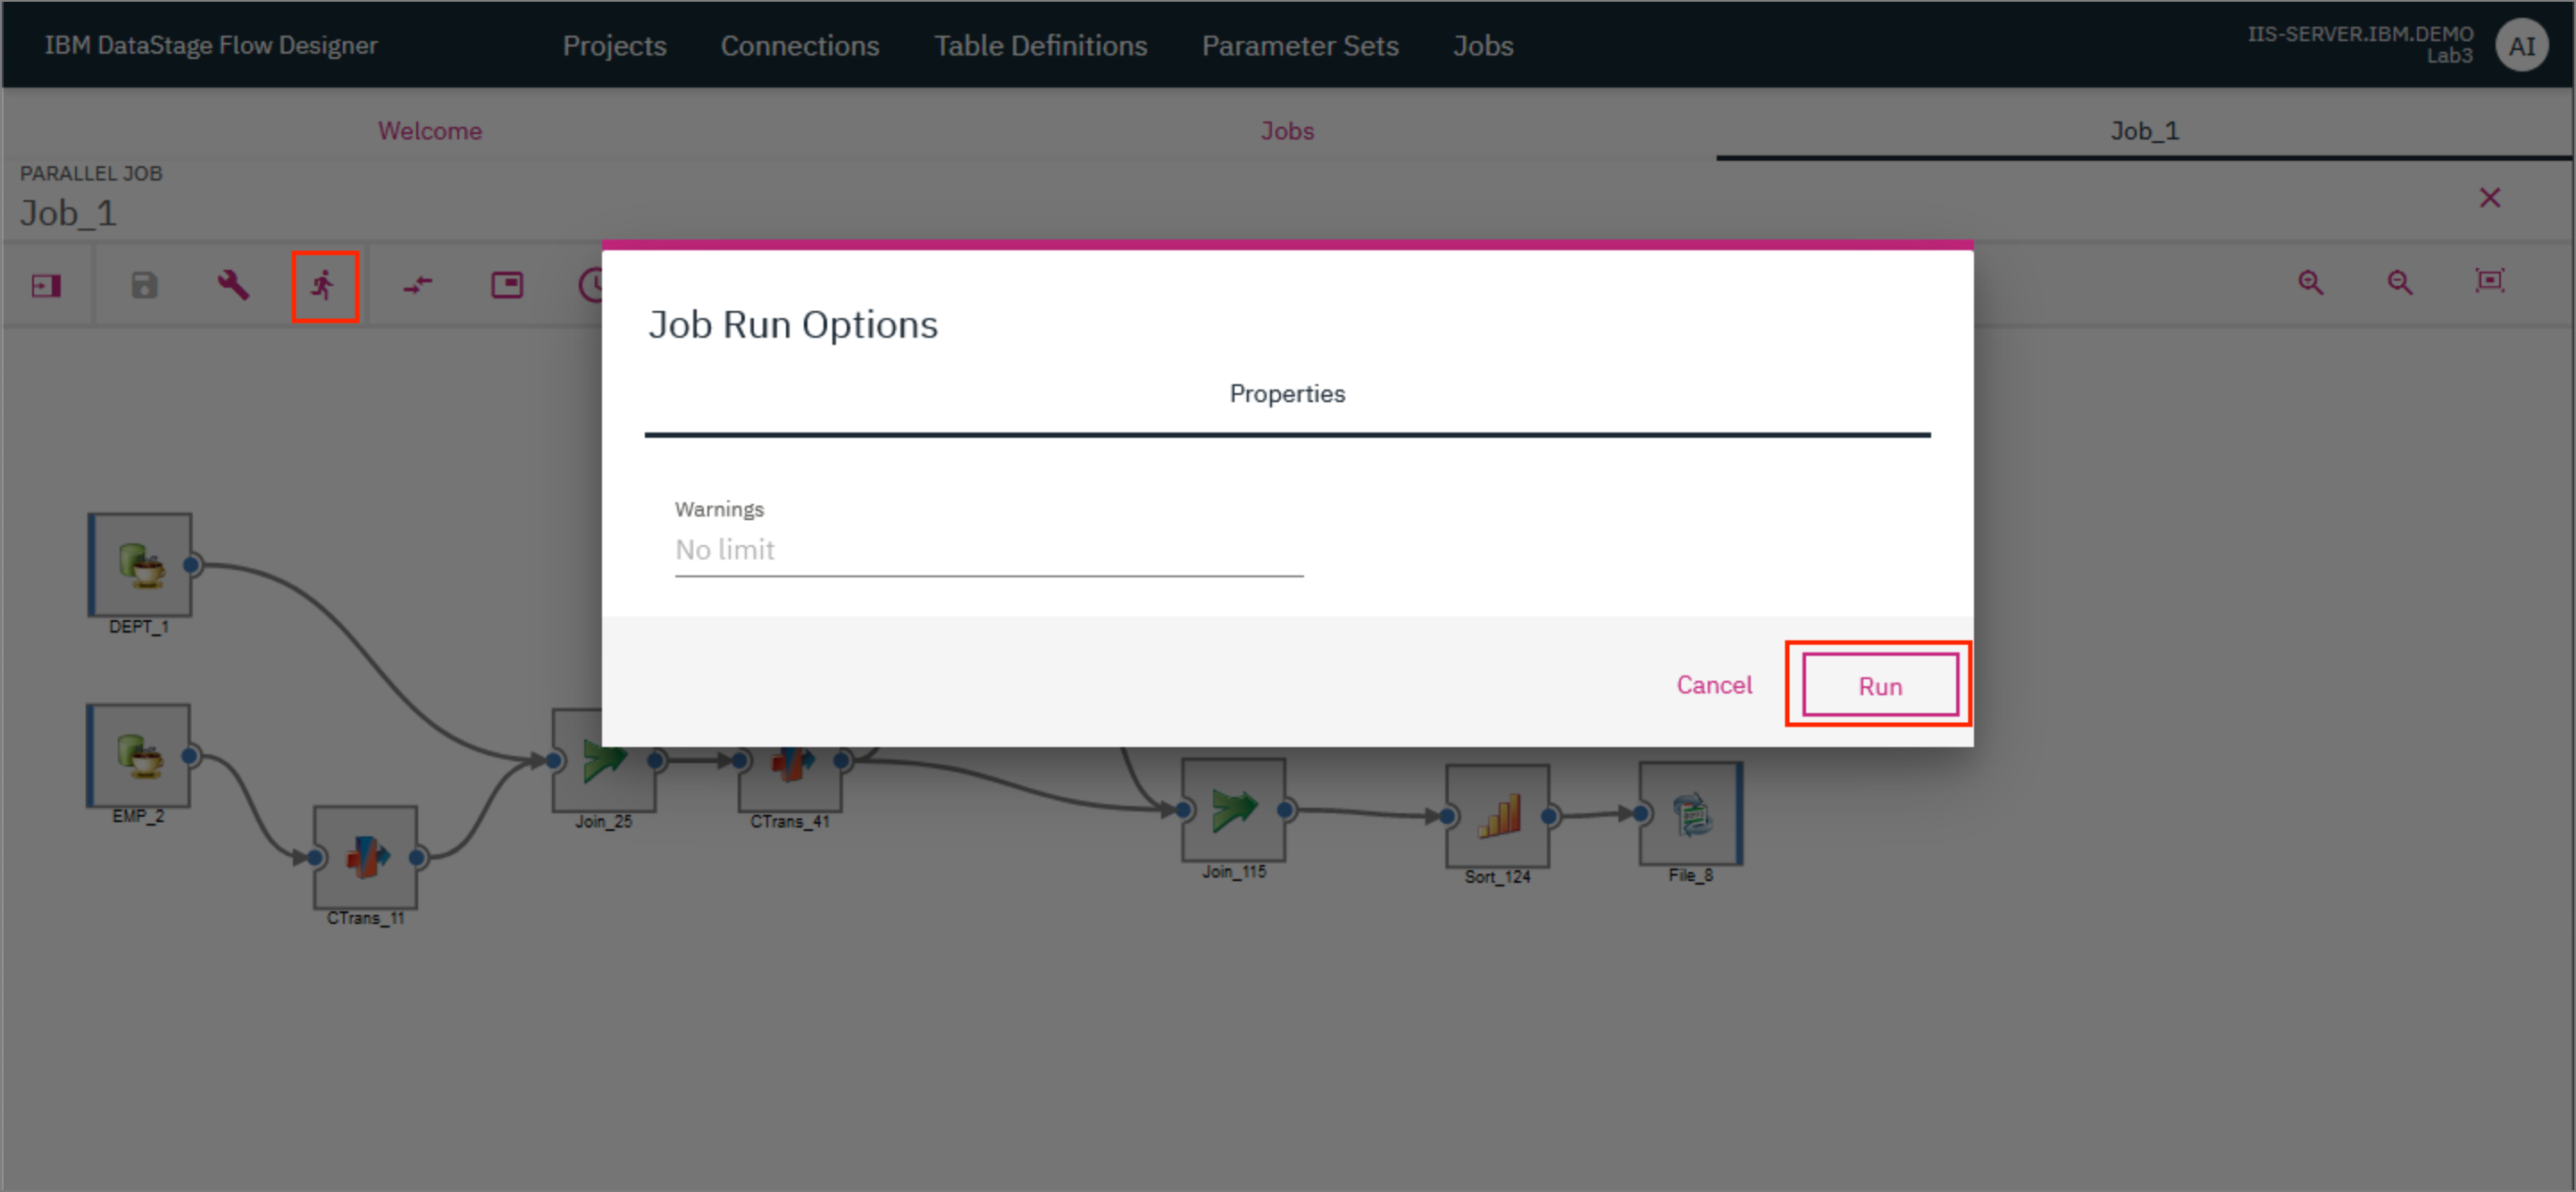 IBM DataStage Flow Designer
Projects
Connections
Table Definitions
Parameter Sets
Jobs
IIS-SERVER.IBM.DEMO
Lab3
AI
Welcome
Jobs
Job_1
PARALLEL JOB
Job_1
Job Run Options
Properties
Warnings
No limit
Cancel
Run
DEPT_1
EMP_2
CTrans_11
Join_25
CTrans_41
Join_115
Sort_124
File_8